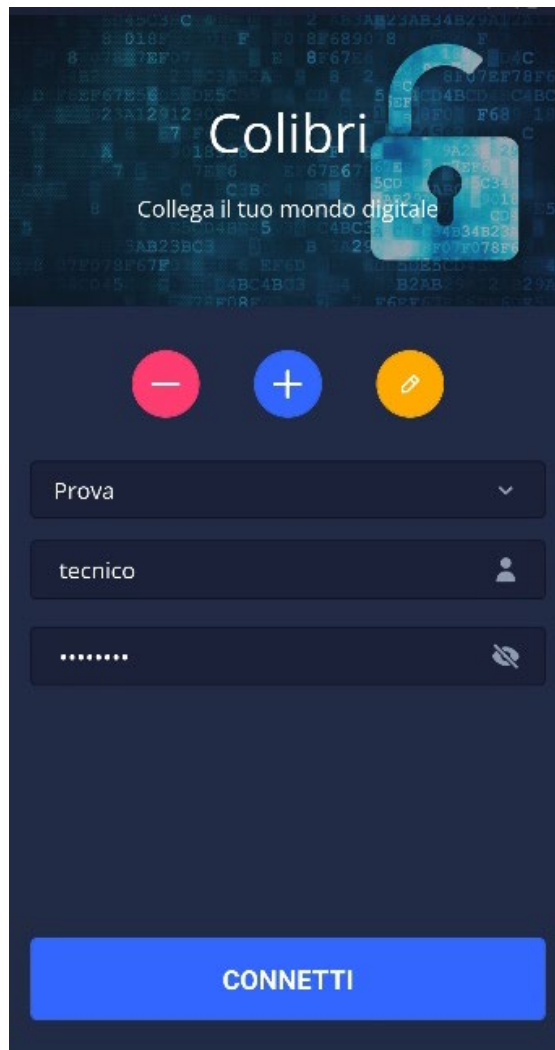 Colibri
Collega il tuo mondo digitale
Prova
tecnico
••••••••
CONNETTI